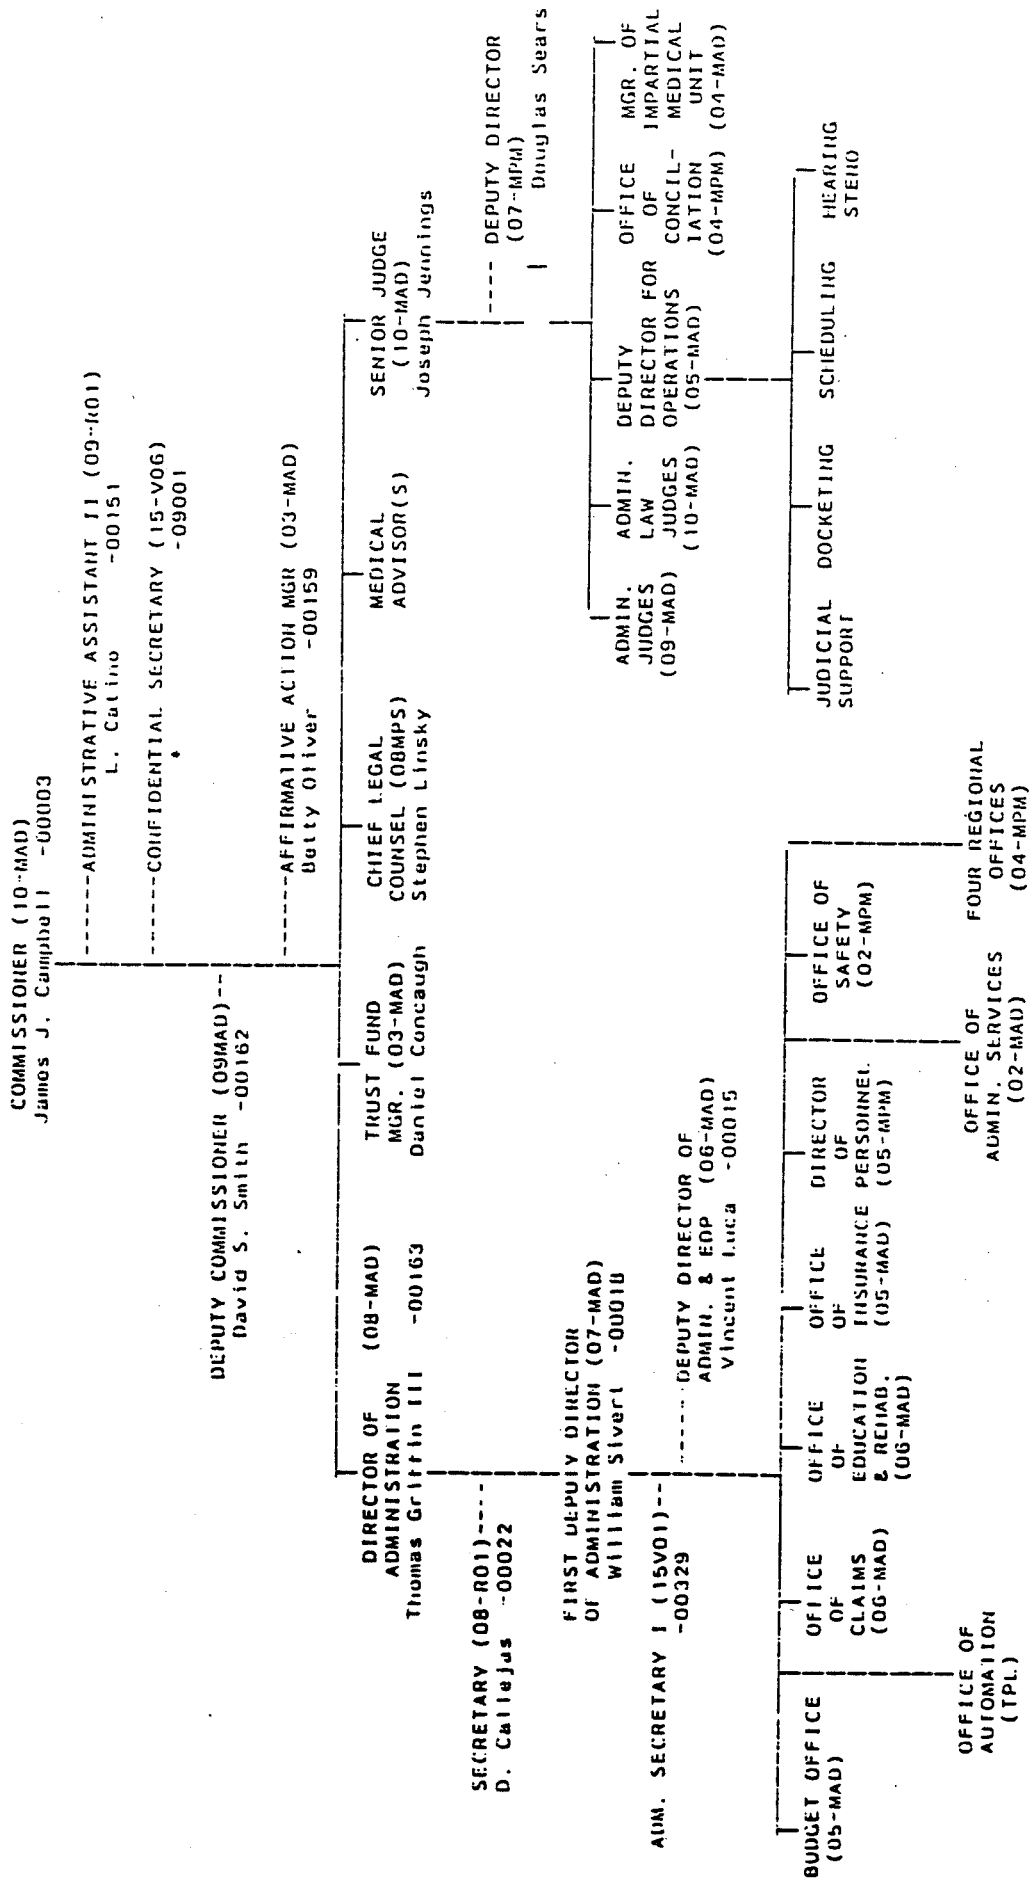 COMMISSIONER (10-MAD)
James J. Campbell -00003
------ADMINISTRATIVE ASSISTANT II (09-R01)
L. Catino -00151
------CONFIDENTIAL SECRETARY (15-V06)
* -09001
DEPUTY COMMISSIONER (09MAD)--
David S. Smith -00162
-----AFFIRMATIVE ACTION MGR (03-MAD)
Betty Oliver -00159
DIRECTOR OF (08-MAD)
ADMINISTRATION
Thomas Griffin III -00163
TRUST FUND
MGR. (03-MAD)
Daniel Concaugh
CHIEF LEGAL
COUNSEL (08MPS)
Stephen Linsky
MEDICAL
ADVISOR(S)
SENIOR JUDGE
(10-MAD)
Joseph Jennings
SECRETARY (08-R01)----
D. Callejas -00022
---- DEPUTY DIRECTOR
(07-MPM)
Douglas Sears
FIRST DEPUTY DIRECTOR
OF ADMINISTRATION (07-MAD)
William Sivert -00018
ADM. SECRETARY I (15V01)--
-00329
------DEPUTY DIRECTOR OF
ADMIN. & EDP (06-MAD)
Vincent Luca -00015
ADMIN.
JUDGES
(09-MAD)
ADMIN.
LAW
JUDGES
(10-MAD)
DEPUTY
DIRECTOR FOR
OPERATIONS
(05-MAD)
OFFICE
OF
CONCIL-
IATION
(04-MPM)
MGR. OF
IMPARTIAL
MEDICAL
UNIT
(04-MAD)
JUDICIAL
SUPPORT
DOCKETING
SCHEDULING
HEARING
STENO
BUDGET OFFICE
(05-MAD)
OFFICE
OF
CLAIMS
(06-MAD)
OFFICE
OF
EDUCATION
& REHAB.
(06-MAD)
OFFICE
OF
INSURANCE
(05-MAD)
DIRECTOR
OF
PERSONNEL
(05-MPM)
OFFICE OF
SAFETY
(02-MPM)
OFFICE OF
AUTOMATION
(TPL)
OFFICE OF
ADMIN. SERVICES
(02-MAD)
FOUR REGIONAL
OFFICES
(04-MPM)